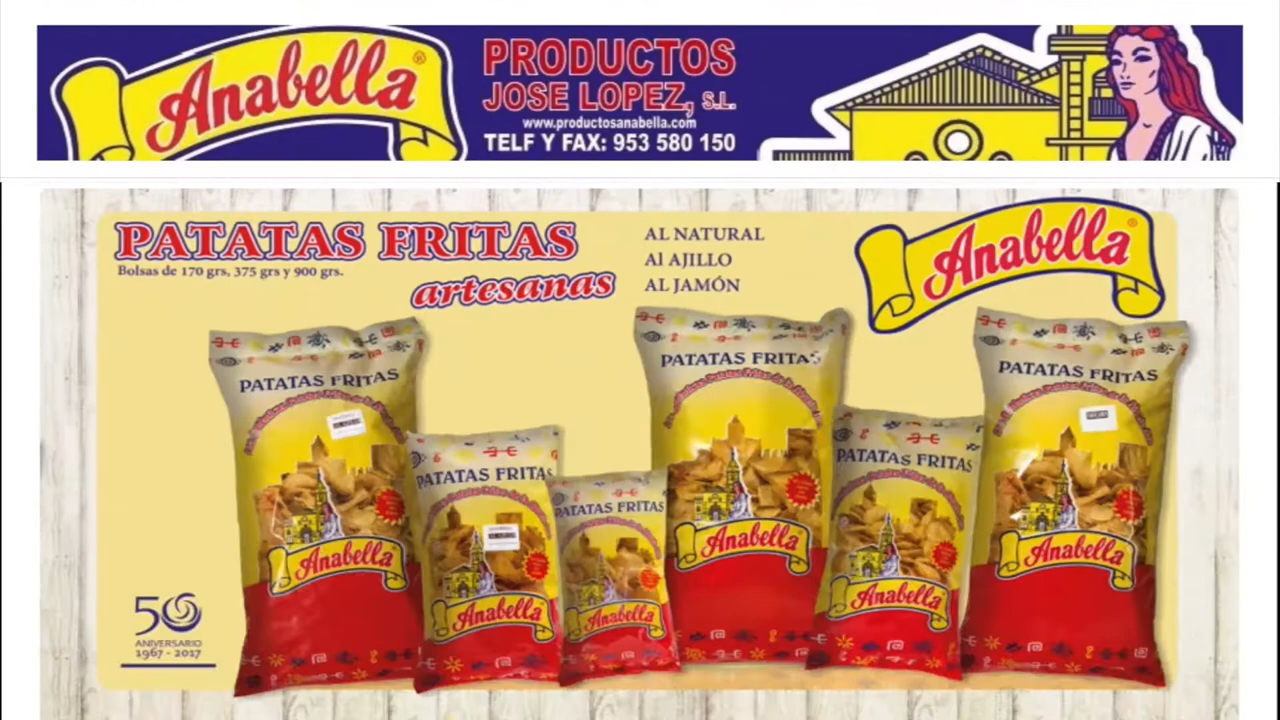 Anabella®
PRODUCTOS
JOSE LOPEZ, S.L.
www.productosanabella.com
TELF Y FAX: 953 580 150
PATATAS FRITAS
Bolsas de 170 grs, 375 grs y 900 grs.
artesanas
AL NATURAL
Al AJILLO
AL JAMÓN
Anabella®
PATATAS FRITAS
Anabella
PATATAS FRITAS
Anabella
PATATAS FRITAS
Anabella
PATATAS FRITAS
Anabella
PATATAS FRITAS
Anabella
PATATAS FRITAS
Anabella
50
ANIVERSARIO
1967 - 2017